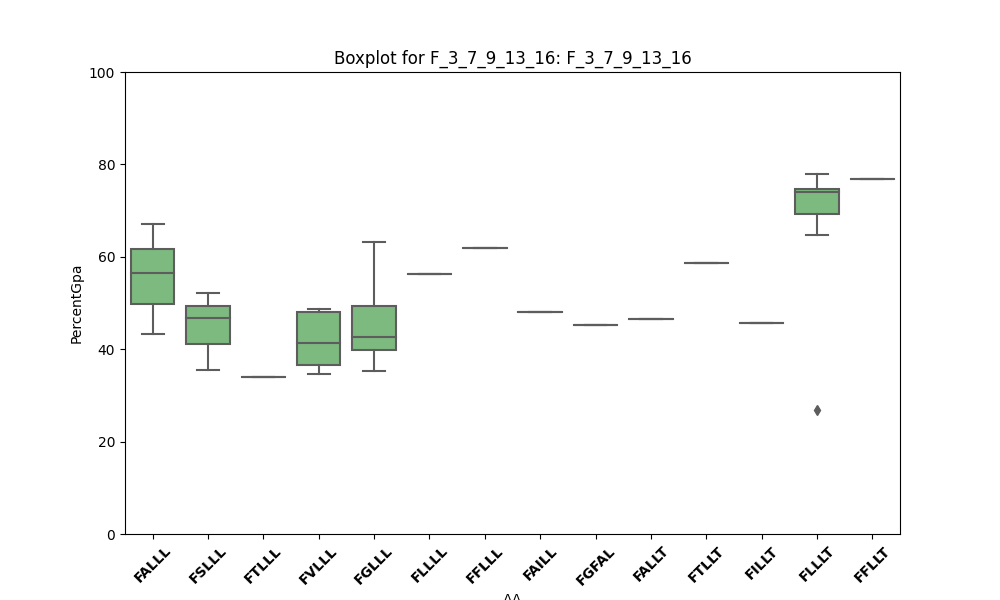 Boxplot for F_3_7_9_13_16: F_3_7_9_13_16
100
80
60
40
20
0
PercentGpa
FALLL
FSLLL
FTLLL
FVLLL
FGLLL
FLLLL
FFLLL
FAILL
FGFAL
FALLT
FTLLT
FILLT
FLLLT
FFLLT
AA